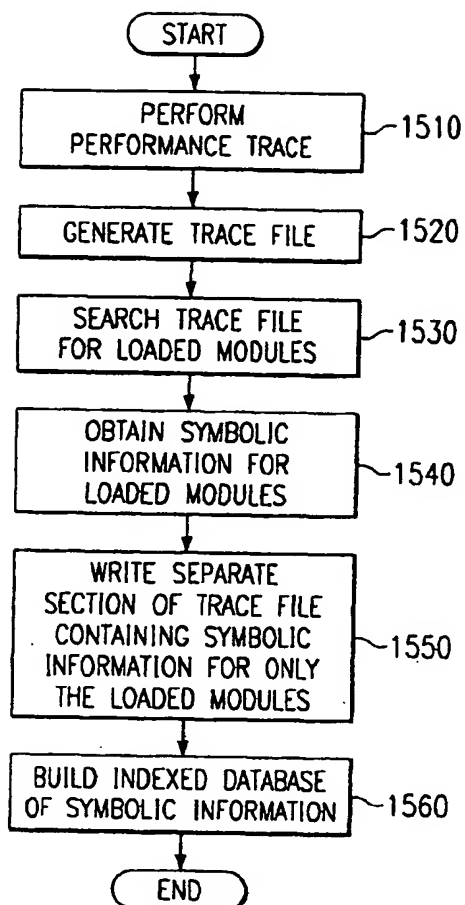 START
PERFORM
PERFORMANCE TRACE
1510
GENERATE TRACE FILE
1520
SEARCH TRACE FILE
FOR LOADED MODULES
1530
OBTAIN SYMBOLIC
INFORMATION FOR
LOADED MODULES
1540
WRITE SEPARATE
SECTION OF TRACE FILE
CONTAINING SYMBOLIC
INFORMATION FOR ONLY
THE LOADED MODULES
1550
BUILD INDEXED DATABASE
OF SYMBOLIC INFORMATION
1560
END